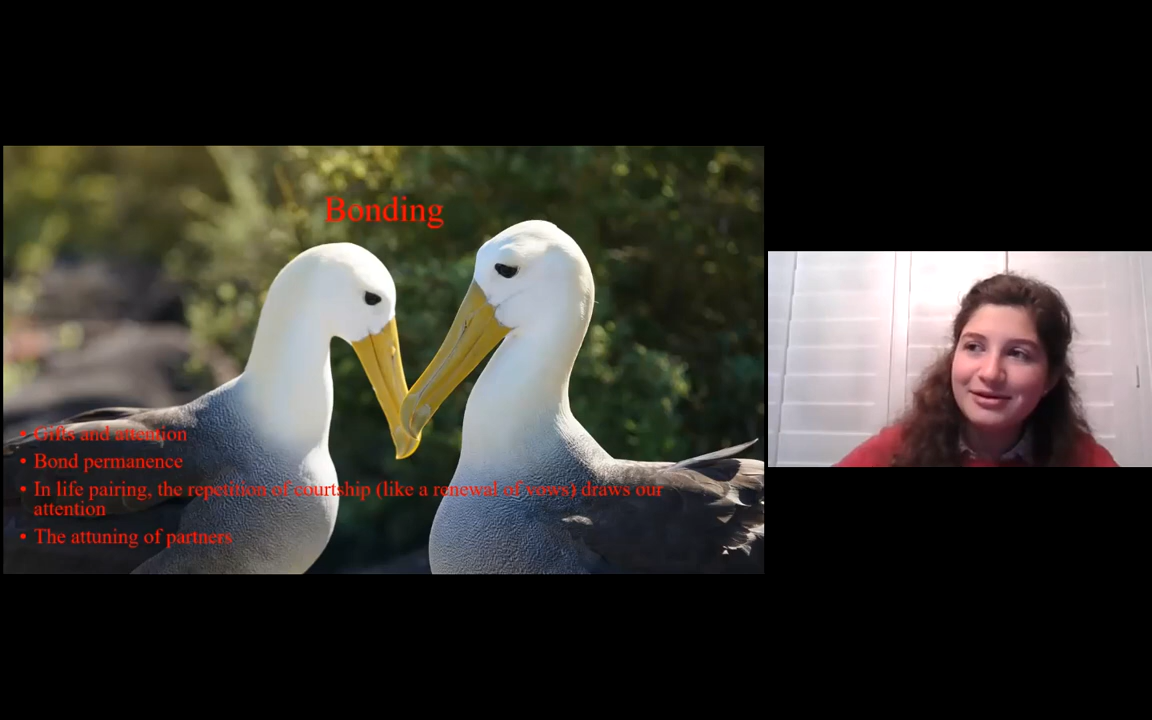 Bonding
• Gifts and attention
• Bond permanence
• In life pairing, the repetition of courtship (like a renewal of vows) draws our
attention
• The attuning of partners